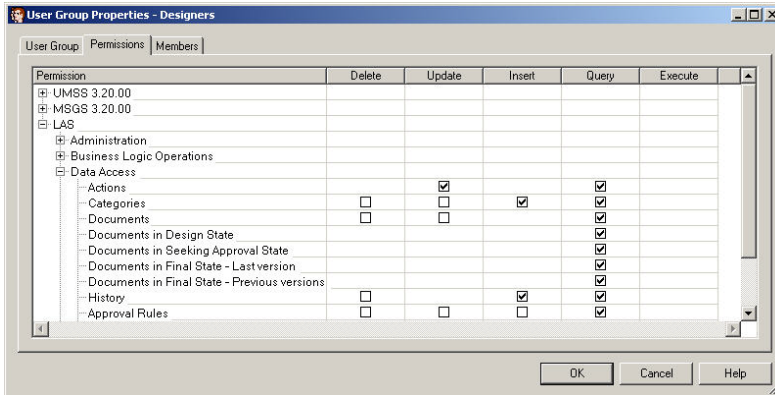 User Group Properties - Designers
User Group Permissions Members
Permission Delete Update Insert Query Execute
UMSS 3.20.00
MSGS 3.20.00
LAS
Administration
Business Logic Operations
Data Access
Actions
Categories
Documents
Documents in Design State
Documents in Seeking Approval State
Documents in Final State - Last version
Documents in Final State - Previous versions
History
Approval Rules
OK Cancel Help